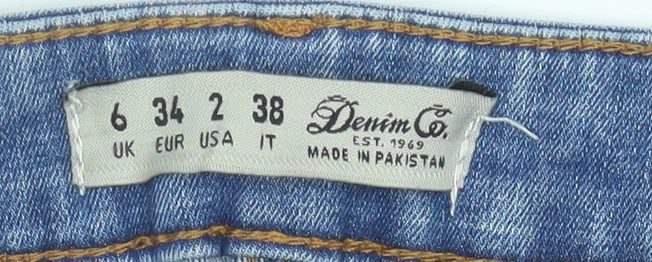 6 34 2 38 Denim Co.
UK EUR USA IT EST. 1969
MADE IN PAKISTAN